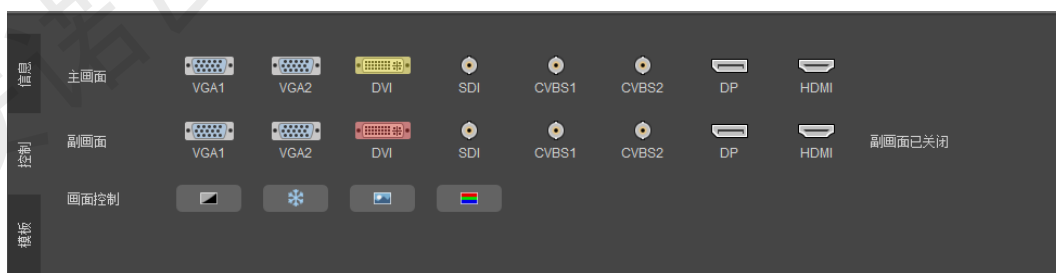 信息
主画面
VGA1 VGA2 DVI SDI CVBS1 CVBS2 DP HDMI
控制
副画面
VGA1 VGA2 DVI SDI CVBS1 CVBS2 DP HDMI
副画面已关闭
画面控制
模板